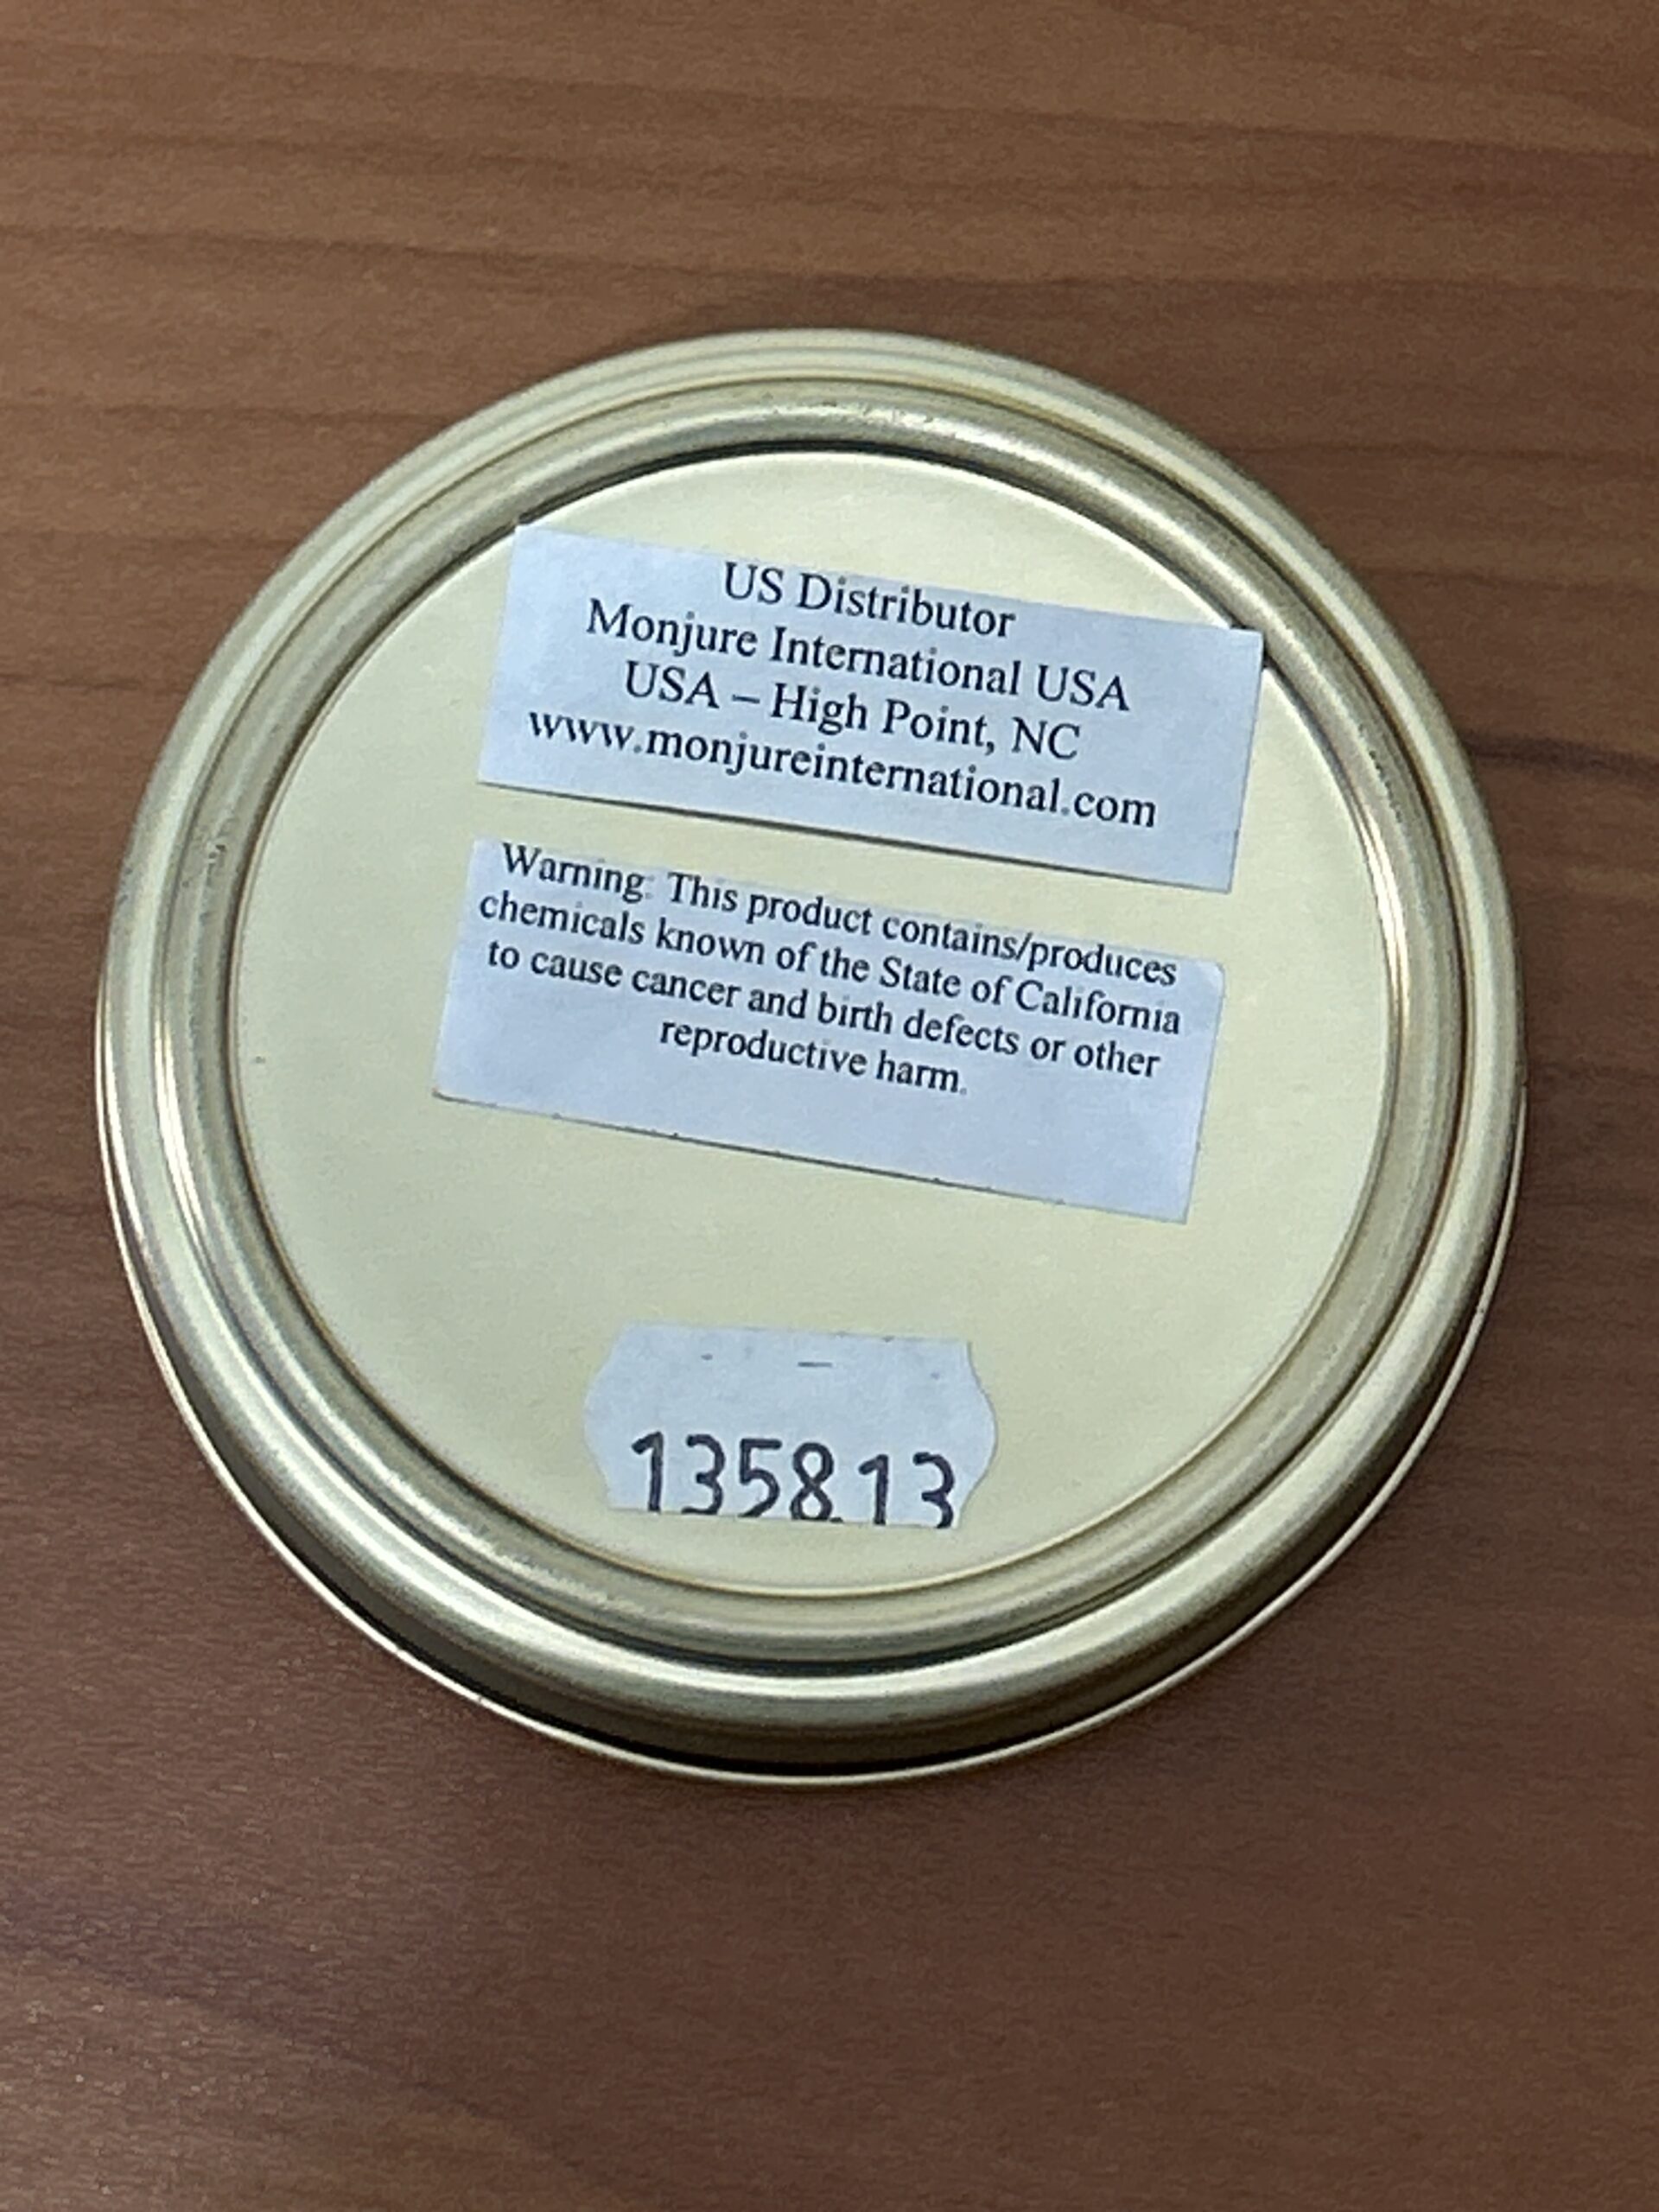 US Distributor
Monjure International USA
USA – High Point, NC
www.monjureinternational.com
Warning: This product contains/produces
chemicals known of the State of California
to cause cancer and birth defects or other
reproductive harm.
135813